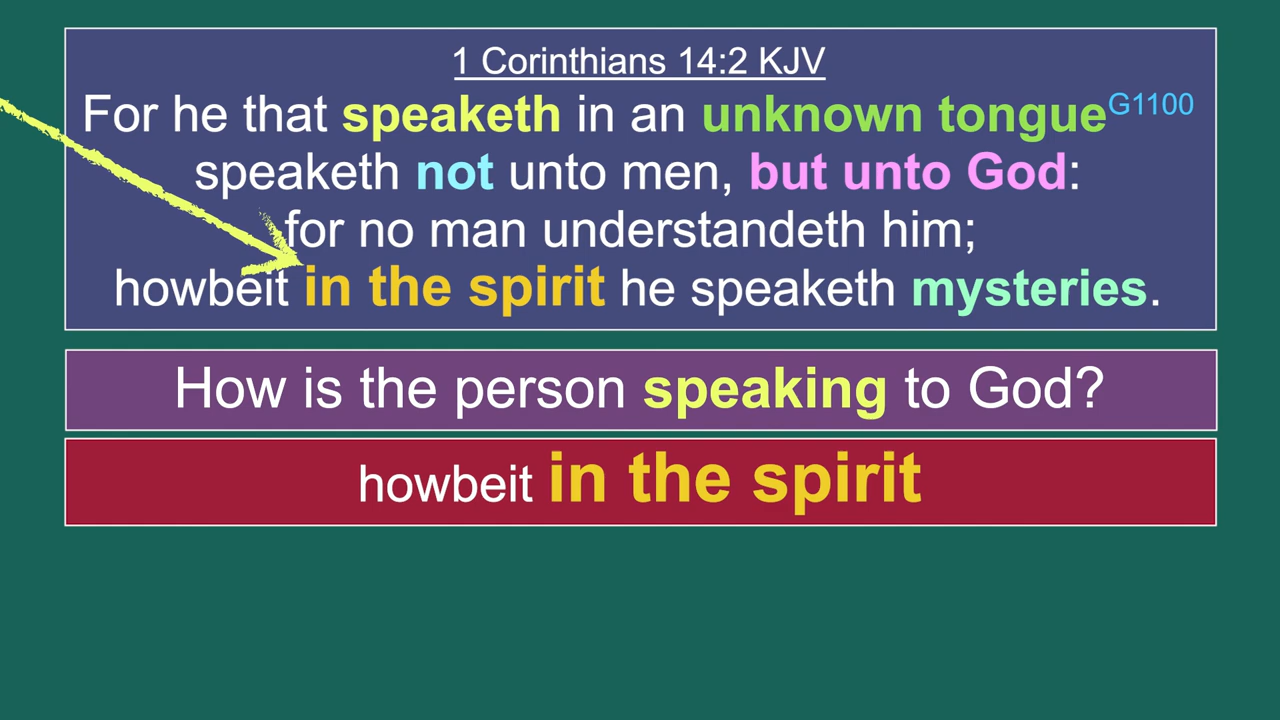 1 Corinthians 14:2 KJV
For he that speaketh in an unknown tongueG1100
speaketh not unto men, but unto God:
for no man understandeth him;
howbeit in the spirit he speaketh mysteries.
How is the person speaking to God?
howbeit in the spirit